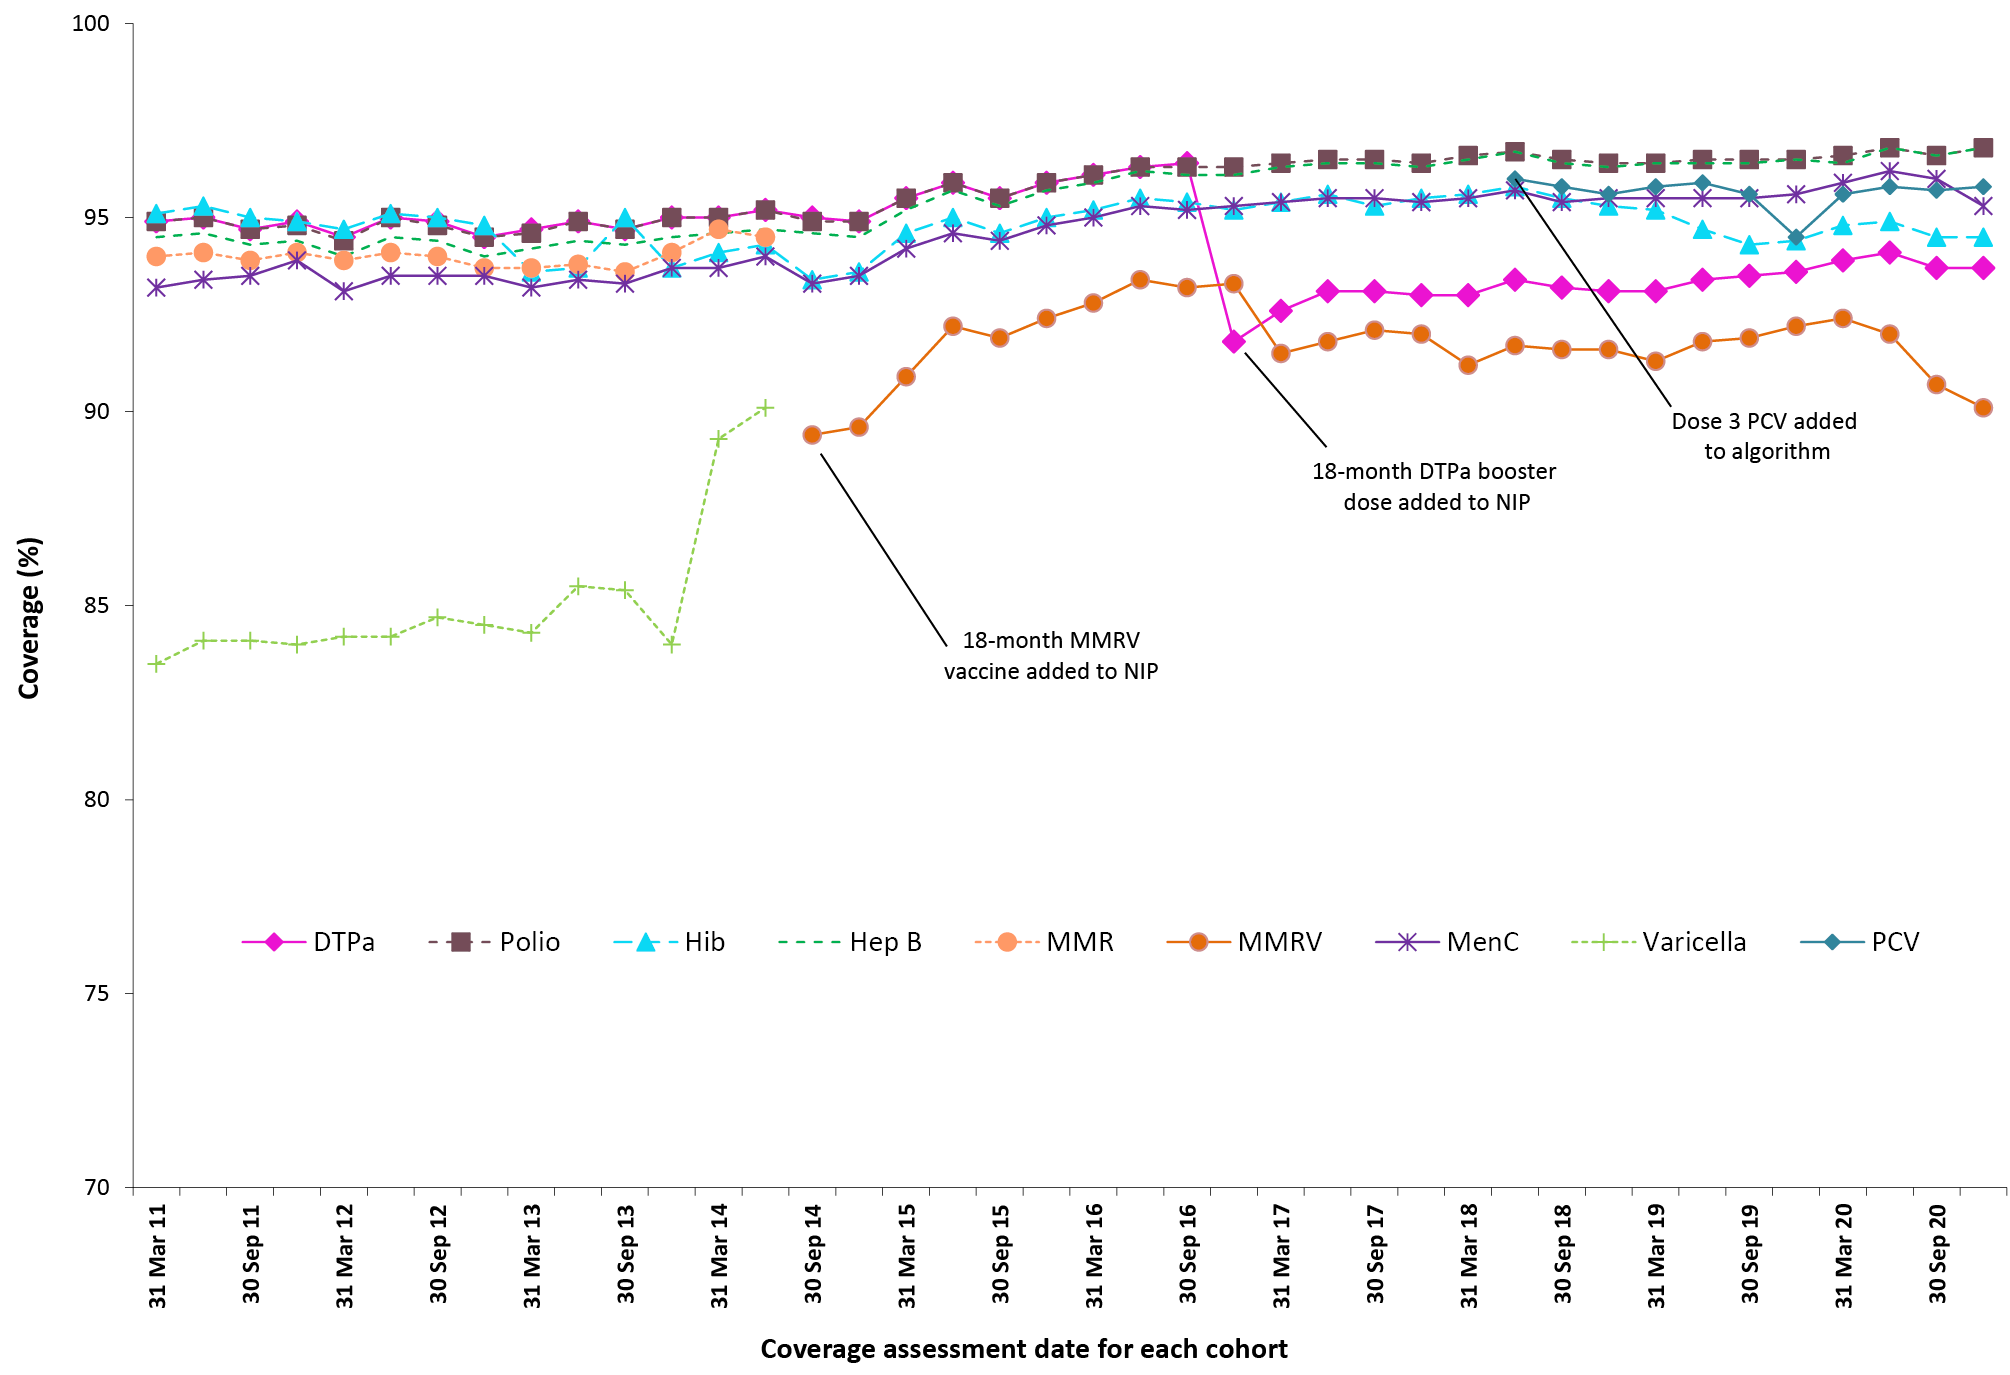 100
95
90
85
80
75
70
Coverage (%)
Dose 3 PCV added
to algorithm
18-month DTPa booster
dose added to NIP
18-month MMRV
vaccine added to NIP
DTPa
Polio
Hib
Hep B
MMR
MMRV
MenC
Varicella
PCV
31 Mar 11
30 Sep 11
31 Mar 12
30 Sep 12
31 Mar 13
30 Sep 13
31 Mar 14
30 Sep 14
31 Mar 15
30 Sep 15
31 Mar 16
30 Sep 16
31 Mar 17
30 Sep 17
31 Mar 18
30 Sep 18
31 Mar 19
30 Sep 19
31 Mar 20
30 Sep 20
Coverage assessment date for each cohort